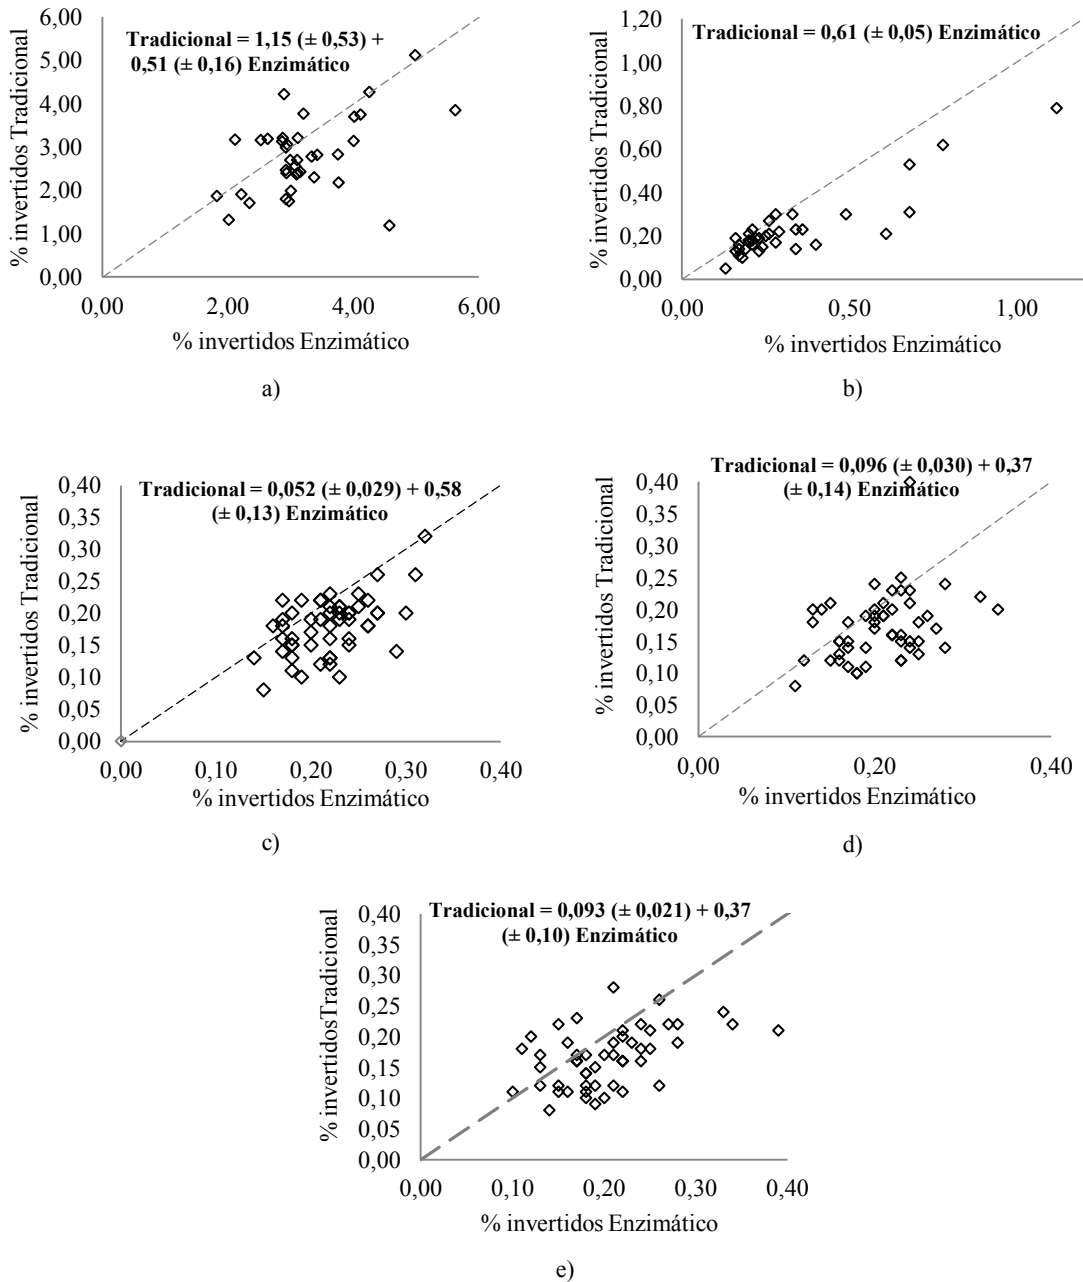 Tradicional = 1,15 (± 0,53) +
0,51 (± 0,16) Enzimático
% invertidos Tradicional
6,00
5,00
4,00
3,00
2,00
1,00
0,00
0,00 2,00 4,00 6,00
% invertidos Enzimático
a)
Tradicional = 0,61 (± 0,05) Enzimático
% invertidos Tradicional
1,20
1,00
0,80
0,60
0,40
0,20
0,00
0,00 0,50 1,00
% invertidos Enzimático
b)
Tradicional = 0,052 (± 0,029) + 0,58
(± 0,13) Enzimático
% invertidos Tradicional
0,40
0,35
0,30
0,25
0,20
0,15
0,10
0,05
0,00
0,00 0,10 0,20 0,30 0,40
% invertidos Enzimático
c)
Tradicional = 0,096 (± 0,030) + 0,37
(± 0,14) Enzimático
% invertidos Tradicional
0,40
0,35
0,30
0,25
0,20
0,15
0,10
0,05
0,00
0,00 0,20 0,40
% invertidos Enzimático
d)
Tradicional = 0,093 (± 0,021) + 0,37
(± 0,10) Enzimático
% invertidosTradicional
0,40
0,35
0,30
0,25
0,20
0,15
0,10
0,05
0,00
0,00 0,10 0,20 0,30 0,40
% invertidos Enzimático
e)